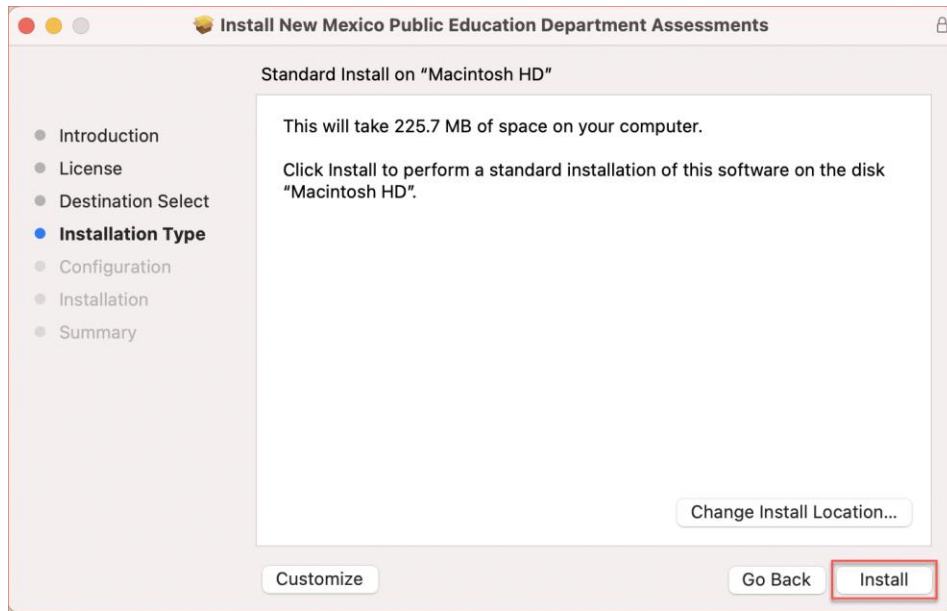 Install New Mexico Public Education Department Assessments
Standard Install on “Macintosh HD”
Introduction
License
Destination Select
Installation Type
Configuration
Installation
Summary
This will take 225.7 MB of space on your computer.
Click Install to perform a standard installation of this software on the disk
“Macintosh HD”.
Change Install Location...
Customize
Go Back
Install